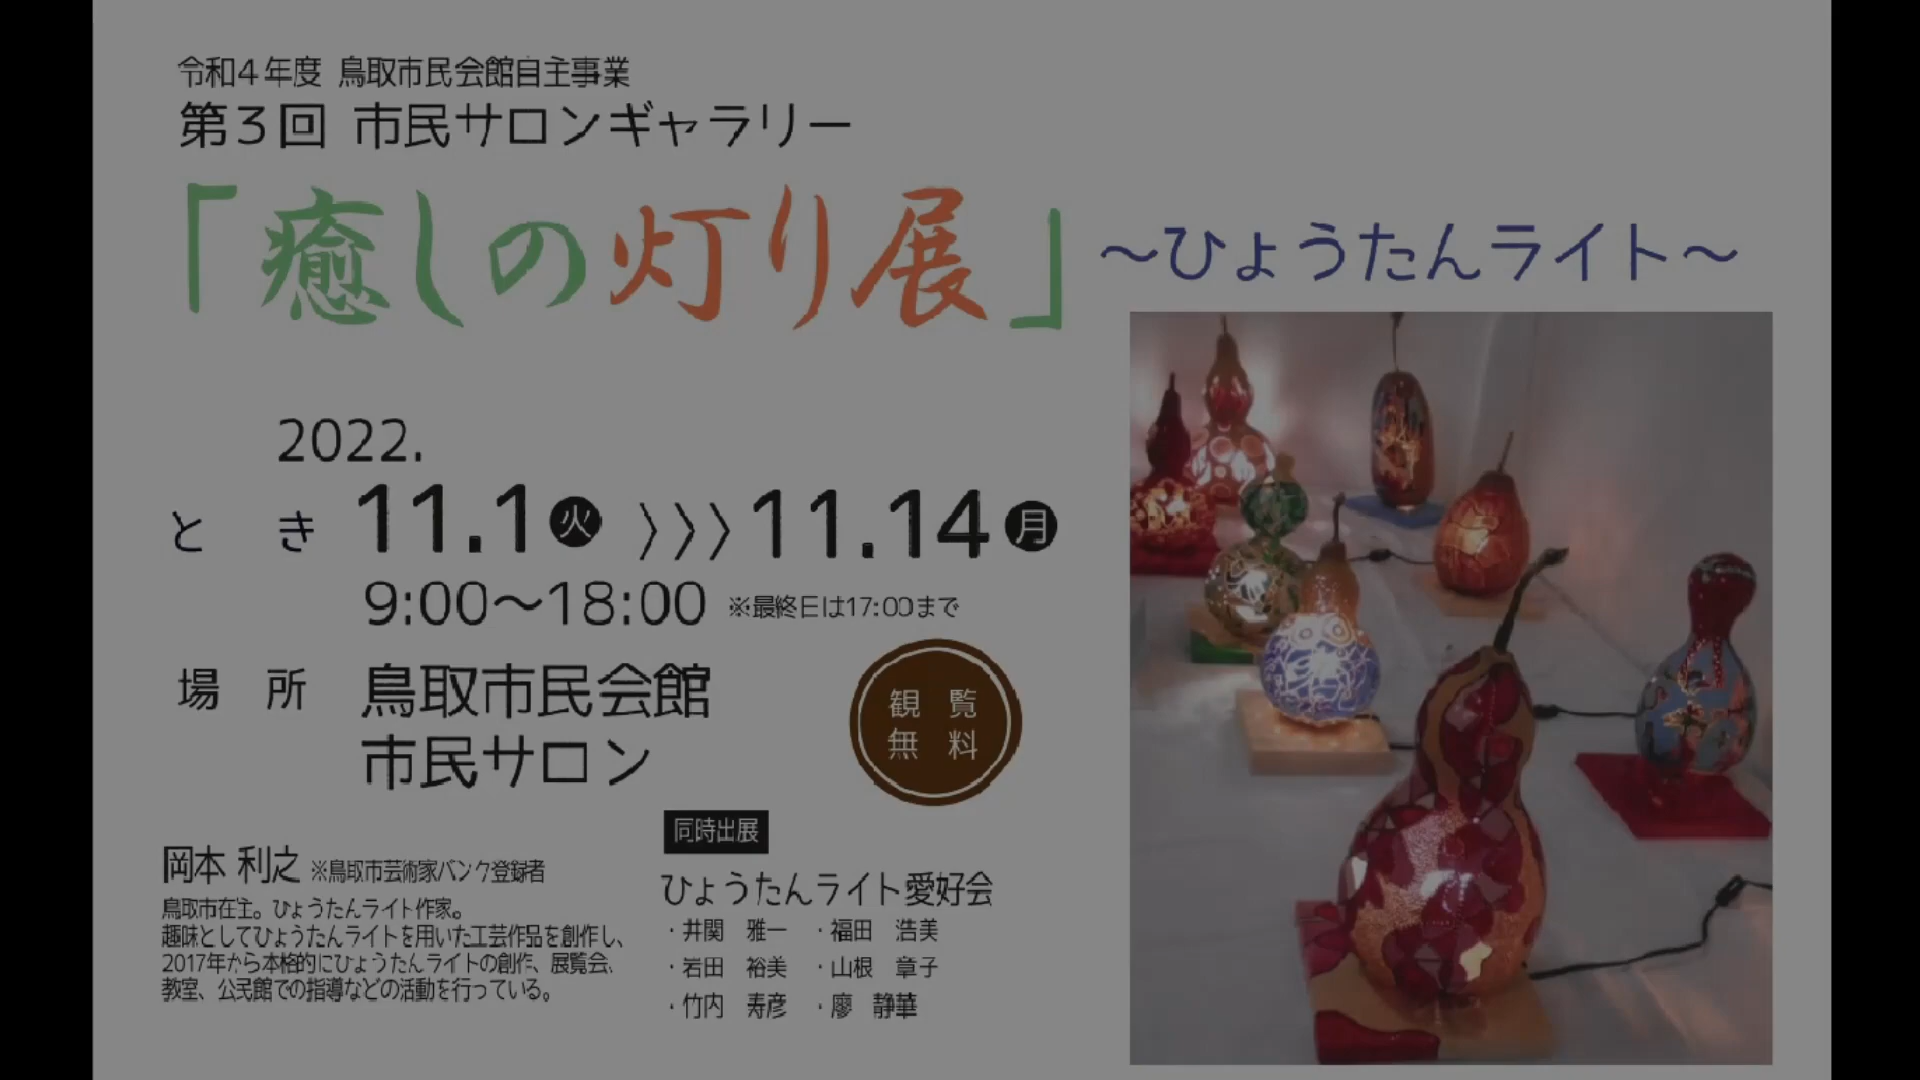 令和4年度 鳥取市民会館自主事業
第3回 市民サロンギャラリー
「癒しの灯り展」 ～ひょうたんライト～
2022.
とき 11.1火 〉〉〉11.14月
9:00～18:00 ※最終日は17:00まで
場所 鳥取市民会館
市民サロン
観覧
無料
岡本 利之 ※鳥取市芸術家バンク登録者
鳥取市在住。ひょうたんライト作家。
趣味としてひょうたんライトを用いた工芸作品を創作し、
2017年から本格的にひょうたんライトの創作、展覧会、
教室、公民館での指導などの活動を行っている。
同時出展
ひょうたんライト愛好会
・井関 雅一 ・福田 浩美
・岩田 裕美 ・山根 章子
・竹内 寿彦 ・廖 静華